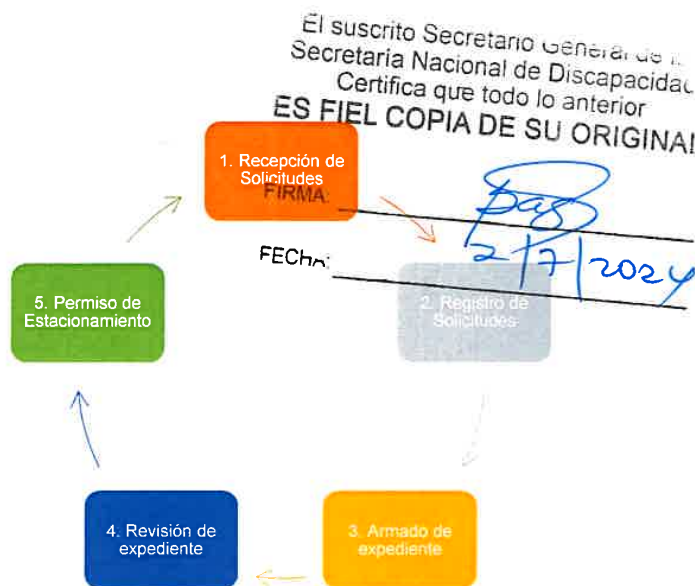 El suscrito Secretario General de
Secretaría Nacional de Discapacidad
Certifica que todo lo anterior
ES FIEL COPIA DE SU ORIGINAL
FIRMA:
FECHA:
2/7/2024
1. Recepción de
Solicitudes
2. Registro de
Solicitudes
3. Armado de
expediente
4. Revisión de
expediente
5. Permiso de
Estacionamiento